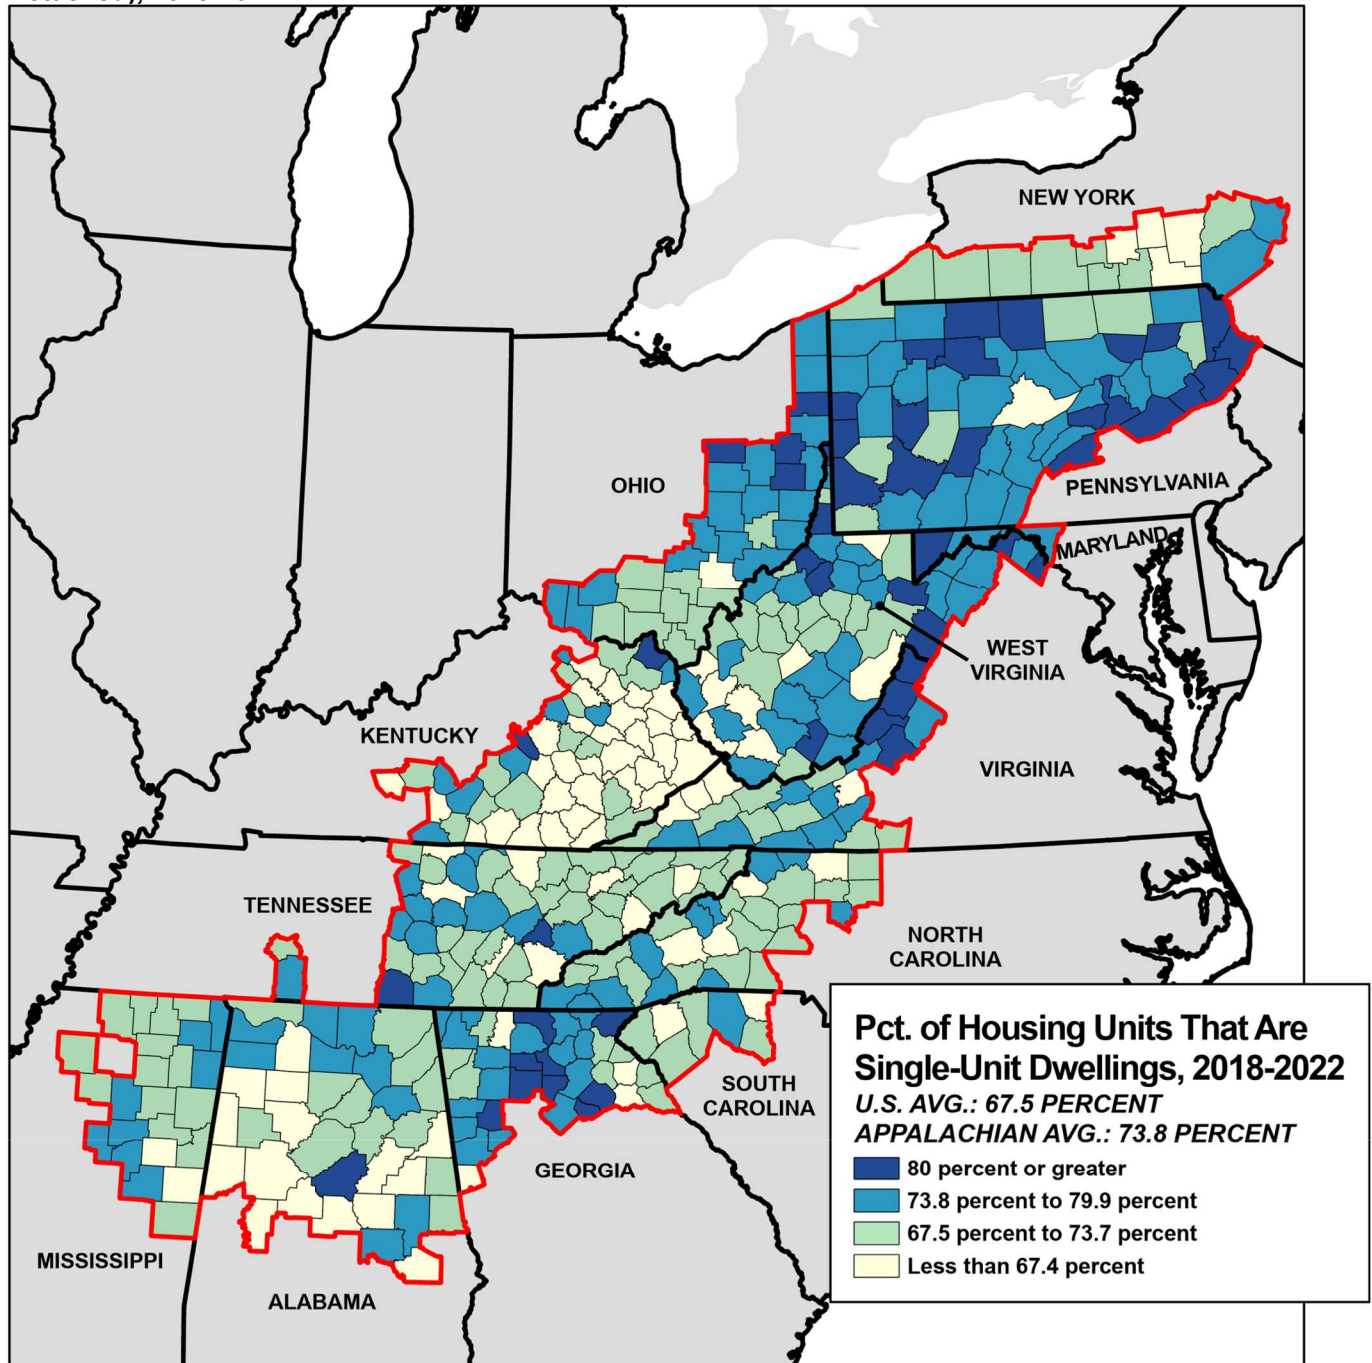 NEW YORK
OHIO
PENNSYLVANIA
MARYLAND
WEST
VIRGINIA
KENTUCKY
VIRGINIA
TENNESSEE
NORTH
CAROLINA
SOUTH
CAROLINA
GEORGIA
MISSISSIPPI
ALABAMA
Pct. of Housing Units That Are
Single-Unit Dwellings, 2018-2022
U.S. AVG.: 67.5 PERCENT
APPALACHIAN AVG.: 73.8 PERCENT
80 percent or greater
73.8 percent to 79.9 percent
67.5 percent to 73.7 percent
Less than 67.4 percent